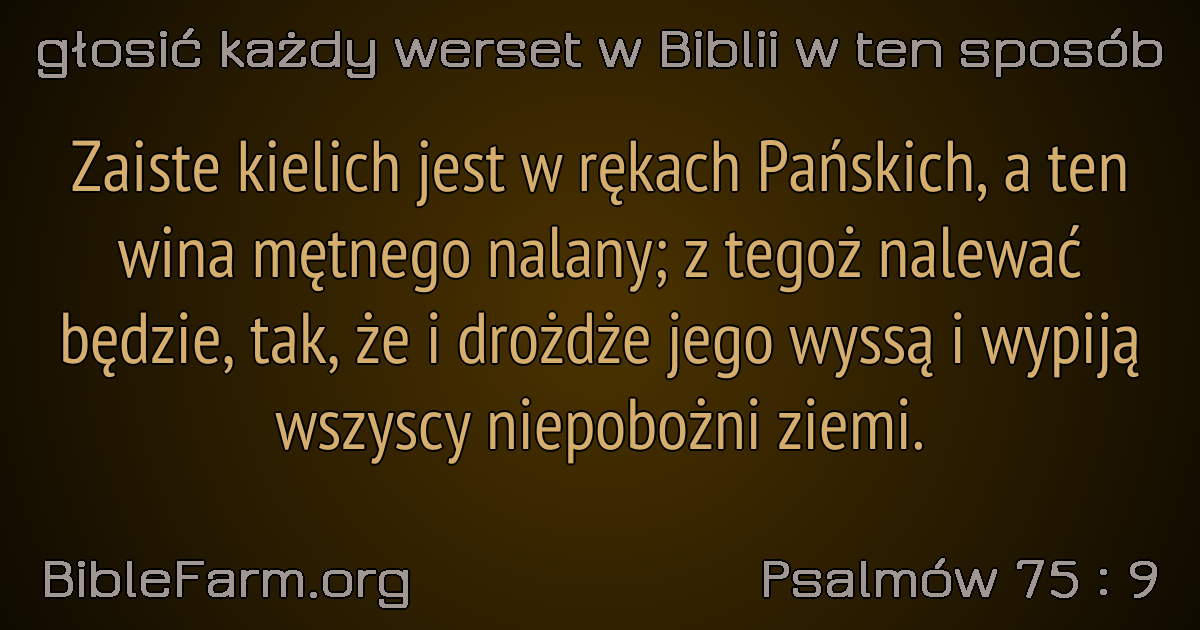 głosić każdy werset w Biblii w ten sposób
Zaiste kielich jest w rękach Pańskich, a ten
wina mętnego nalany; z tegoż nalewać
będzie, tak, że i drożdże jego wyssą i wypiją
wszyscy niepobożni ziemi.
BibleFarm.org
Psalmów 75 : 9